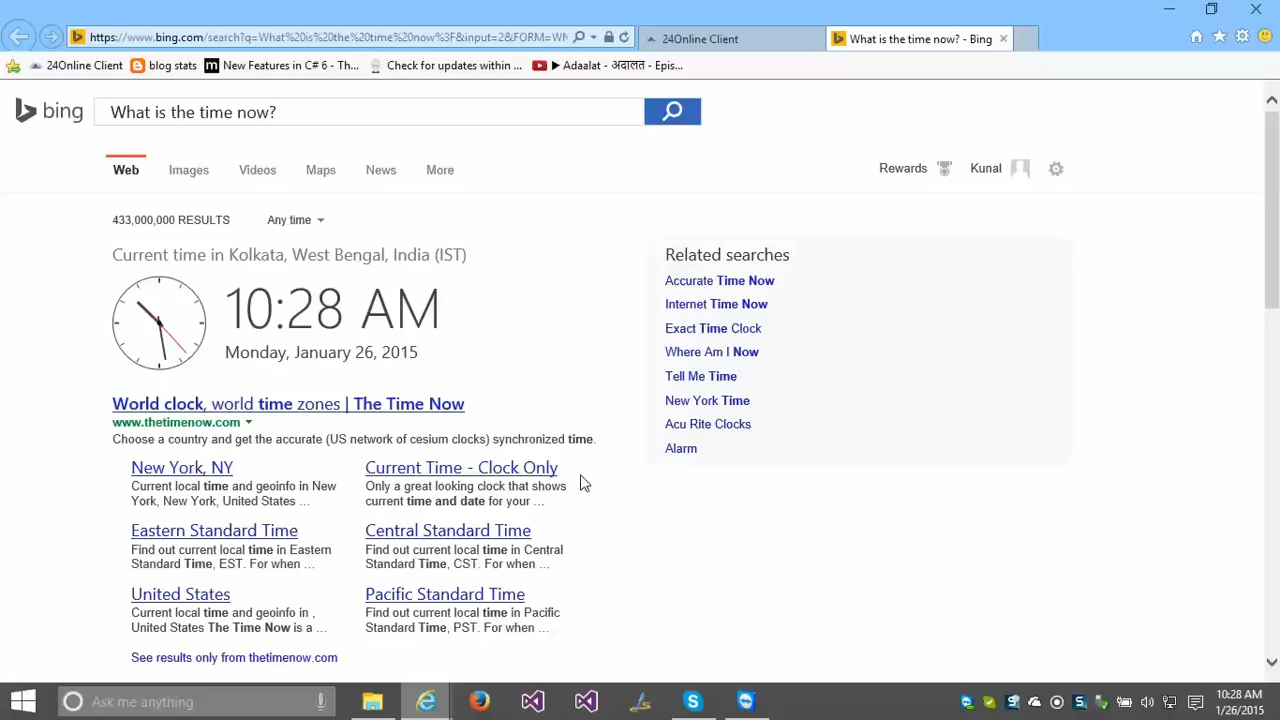 https://www.bing.com/search?q=What%20is%20the%20time%20now%3F&input=2&FORM=WN
24Online Client
What is the time now? - Bing
24Online Client
blog stats
New Features in C# 6 - Th...
Check for updates within ...
▶ Adaalat - अदालत - Epis...
bing
What is the time now?
Web
Images
Videos
Maps
News
More
Rewards
Kunal
433,000,000 RESULTS
Any time
Current time in Kolkata, West Bengal, India (IST)
10:28 AM
Monday, January 26, 2015
World clock, world time zones | The Time Now
www.thetimenow.com
Choose a country and get the accurate (US network of cesium clocks) synchronized time.
New York, NY
Current local time and geoinfo in New
York, New York, United States ...
Current Time - Clock Only
Only a great looking clock that shows
current time and date for your ...
Eastern Standard Time
Find out current local time in Eastern
Standard Time, EST. For when ...
Central Standard Time
Find out current local time in Central
Standard Time, CST. For when ...
United States
Current local time and geoinfo in ,
United States The Time Now is a ...
Pacific Standard Time
Find out current local time in Pacific
Standard Time, PST. For when ...
See results only from thetimenow.com
Related searches
Accurate Time Now
Internet Time Now
Exact Time Clock
Where Am I Now
Tell Me Time
New York Time
Acu Rite Clocks
Alarm
Ask me anything
10:28 AM
1/26/2015